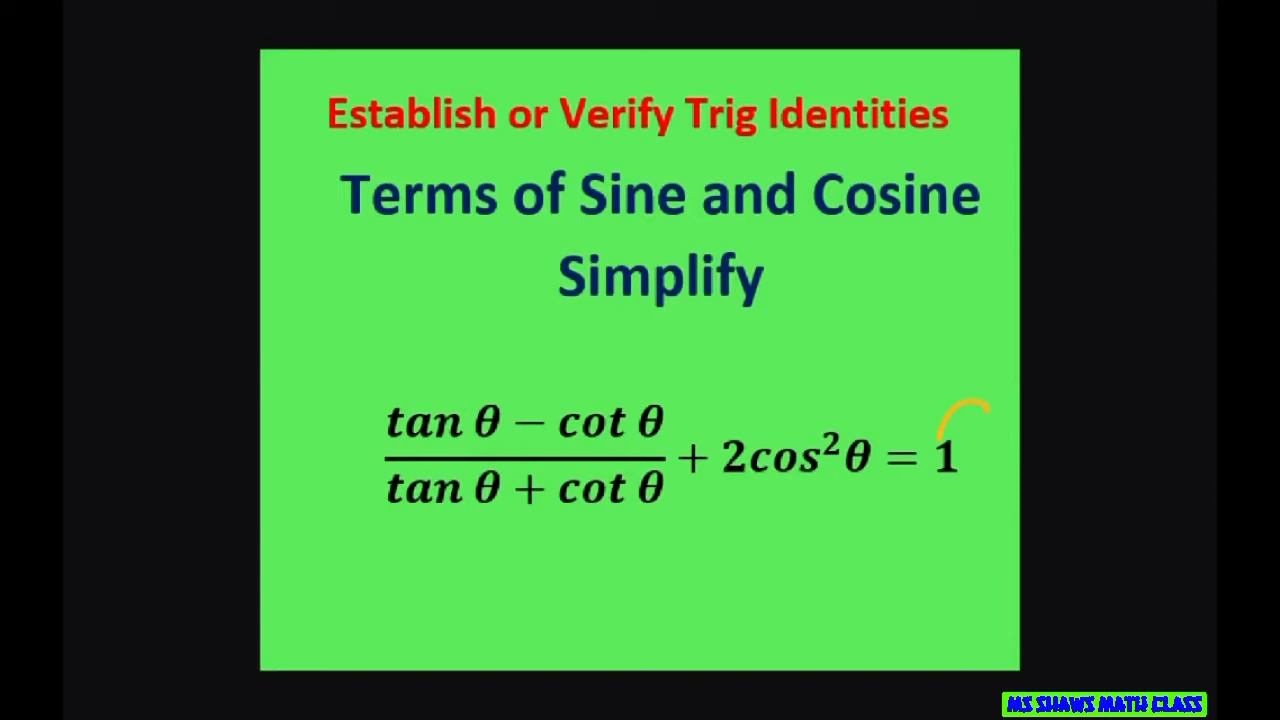 Establish or Verify Trig Identities
Terms of Sine and Cosine
Simplify
tan θ − cot θ
tan θ + cot θ
+ 2cos²θ = 1
MS SHAWS MATH CLASS